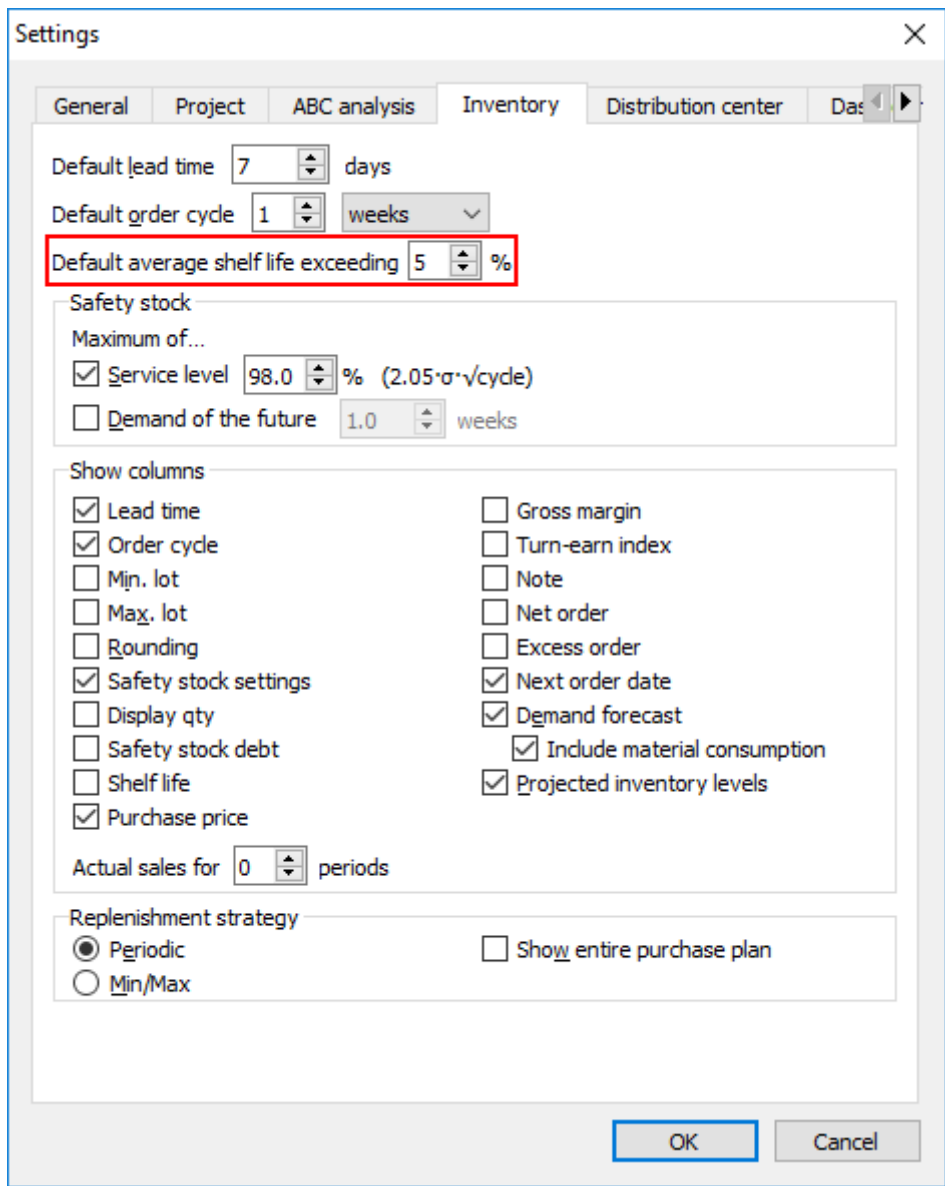 Settings
General Project ABC analysis Inventory Distribution center Das
Default lead time 7 days
Default order cycle 1 weeks
Default average shelf life exceeding 5 %
Safety stock
Maximum of...
Service level 98.0 % (2.05·σ·√cycle)
Demand of the future 1.0 weeks
Show columns
Lead time Gross margin
Order cycle Turn-earn index
Min. lot Note
Max. lot Net order
Rounding Excess order
Safety stock settings Next order date
Display qty Demand forecast
Safety stock debt Include material consumption
Shelf life Projected inventory levels
Purchase price
Actual sales for 0 periods
Replenishment strategy
Periodic Show entire purchase plan
Min/Max
OK Cancel